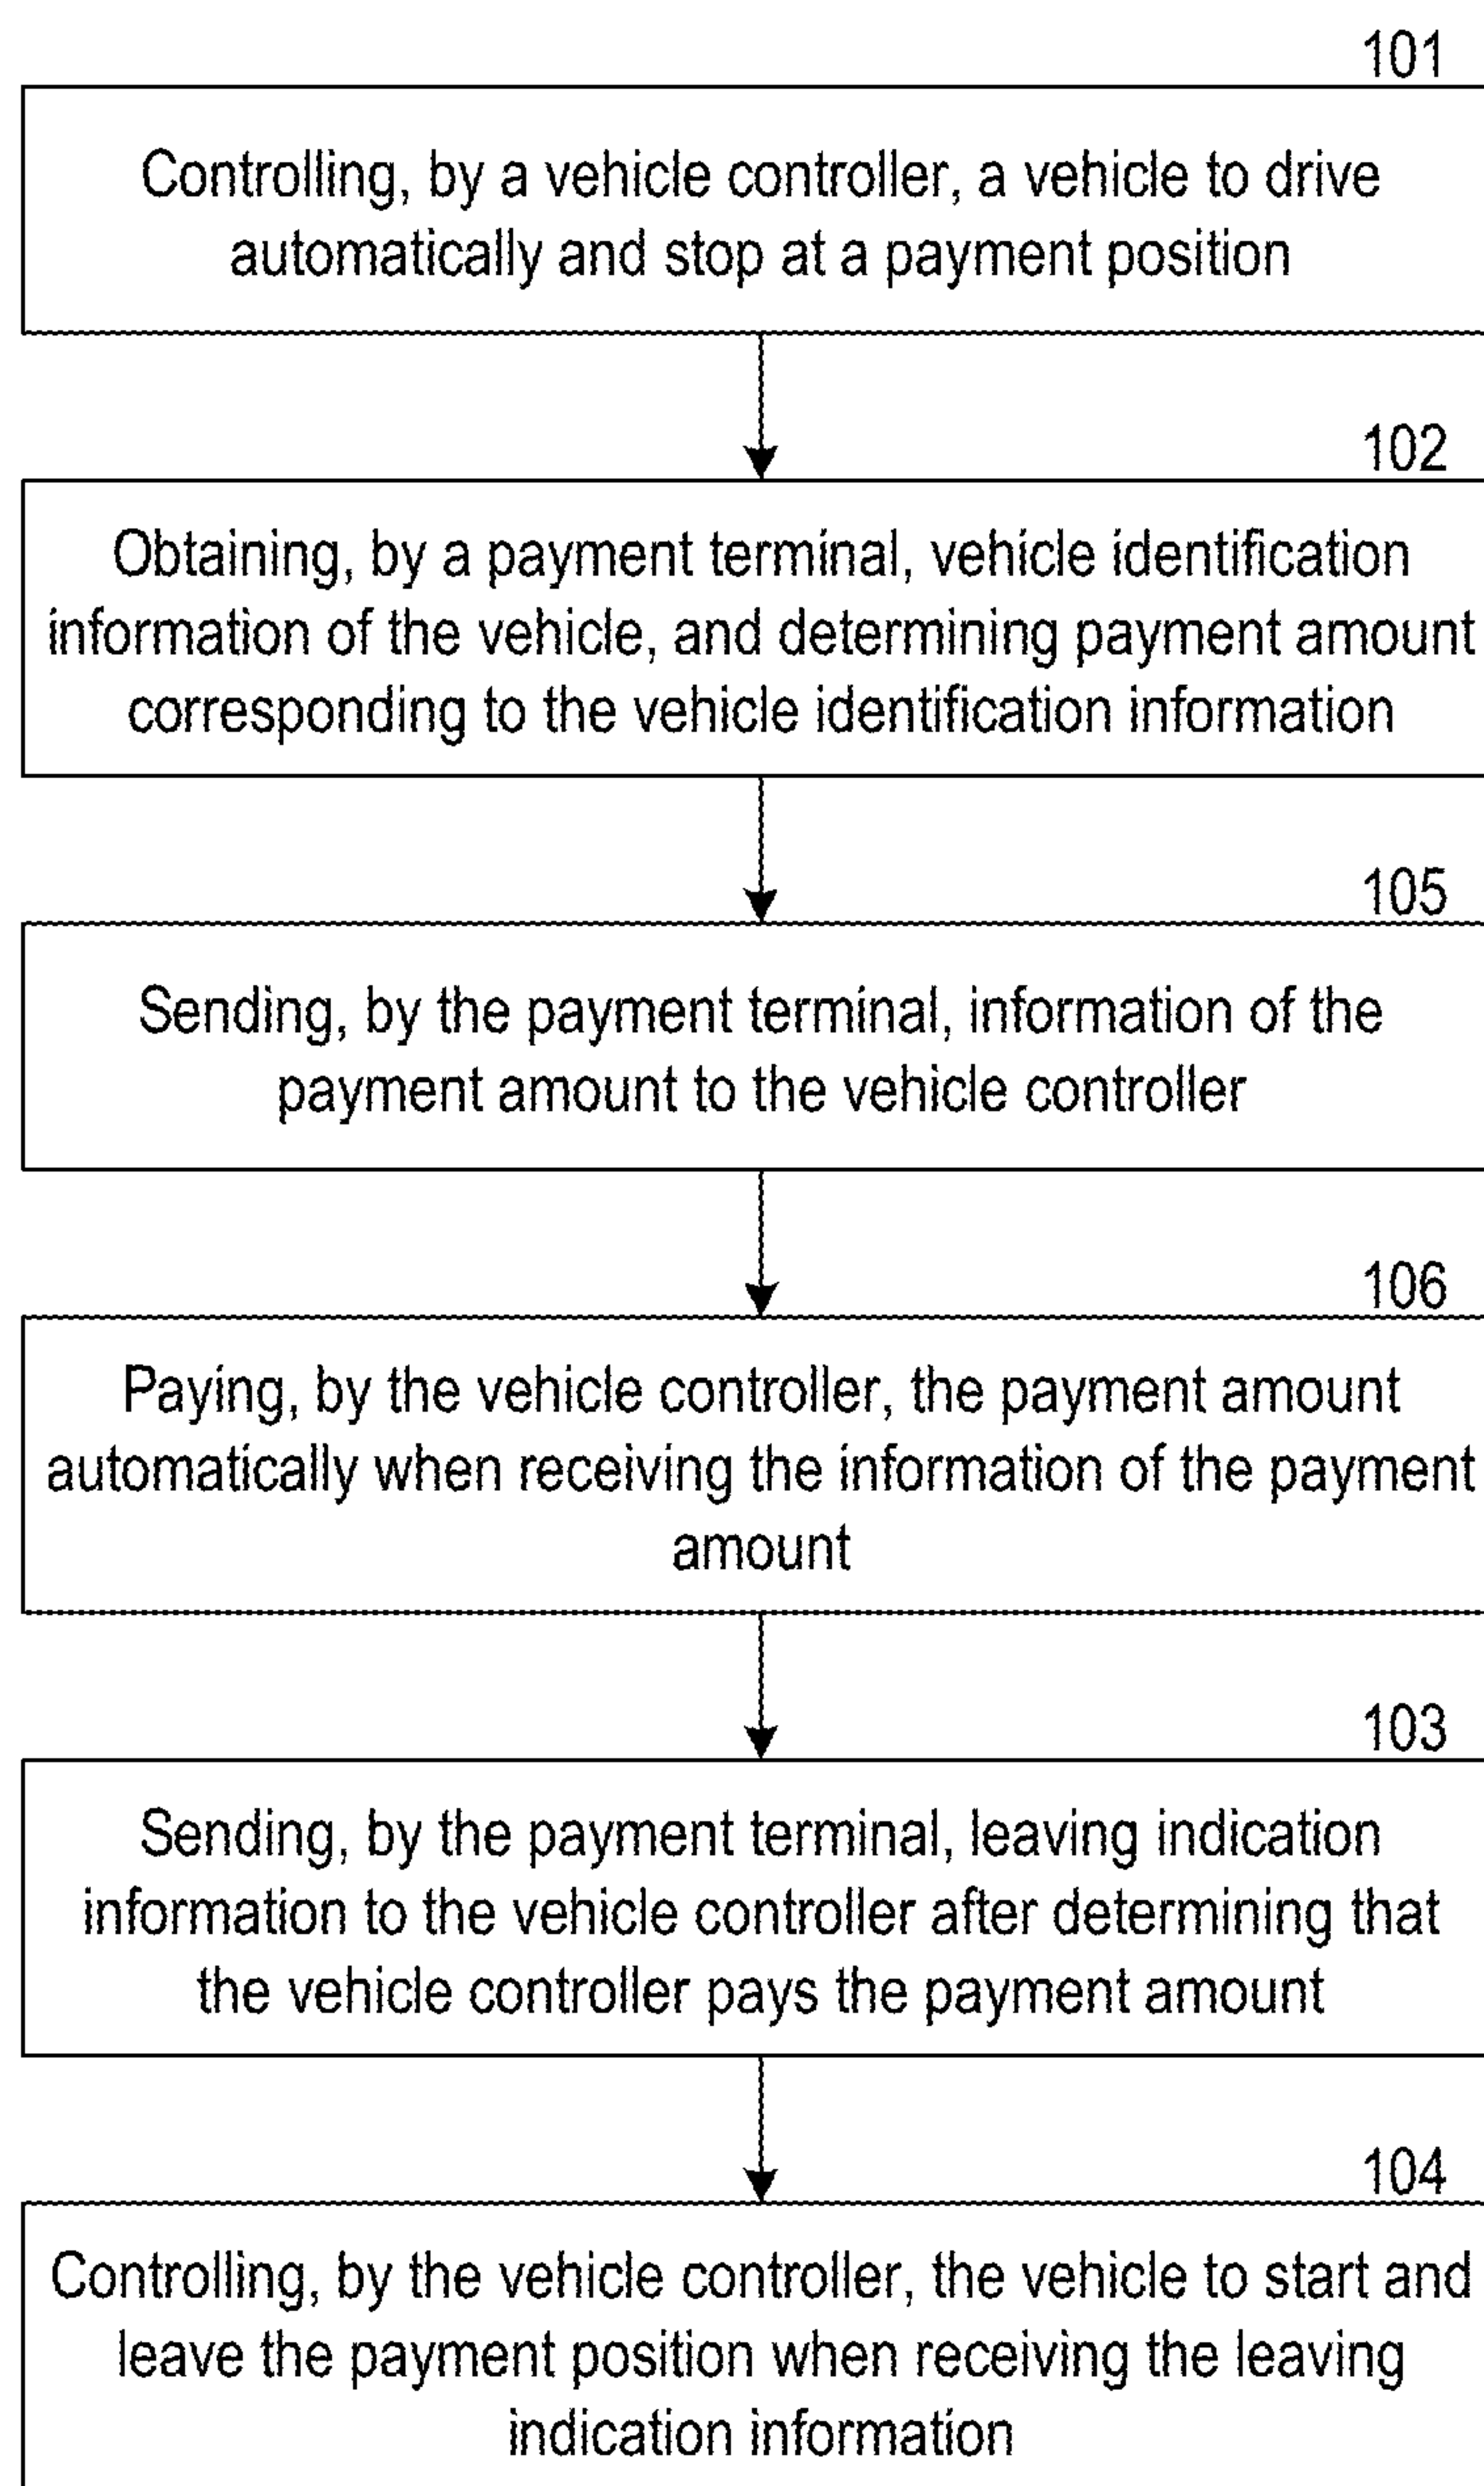 101
Controlling, by a vehicle controller, a vehicle to drive
automatically and stop at a payment position
102
Obtaining, by a payment terminal, vehicle identification
information of the vehicle, and determining payment amount
corresponding to the vehicle identification information
105
Sending, by the payment terminal, information of the
payment amount to the vehicle controller
106
Paying, by the vehicle controller, the payment amount
automatically when receiving the information of the payment
amount
103
Sending, by the payment terminal, leaving indication
information to the vehicle controller after determining that
the vehicle controller pays the payment amount
104
Controlling, by the vehicle controller, the vehicle to start and
leave the payment position when receiving the leaving
indication information